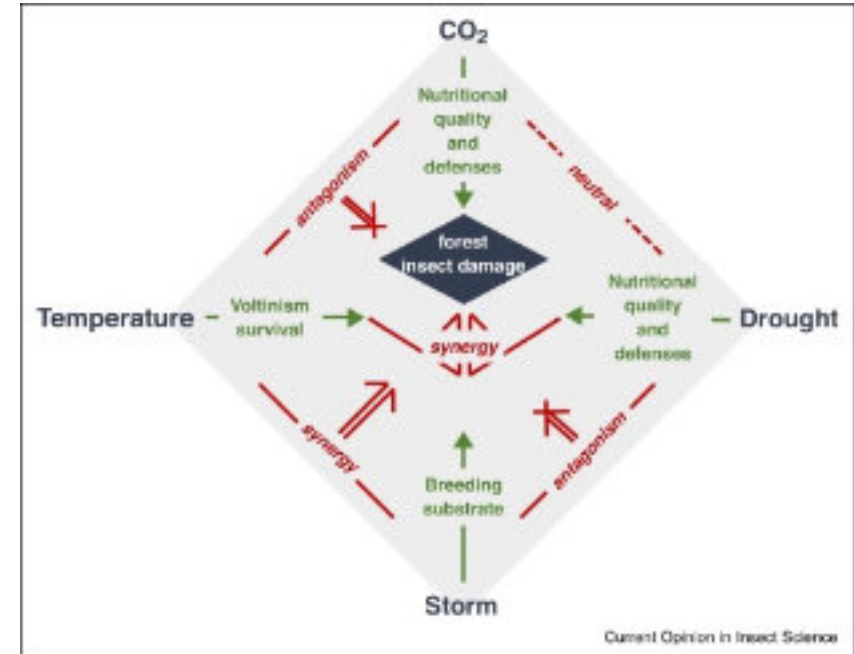 CO₂
Nutritional
quality
and
defenses
antagonism
neutral
forest
insect damage
Temperature
Voltinism
survival
synergy
Nutritional
quality
and
defenses
Drought
synergy
antagonism
Breeding
substrate
Storm
Current Opinion in Insect Science